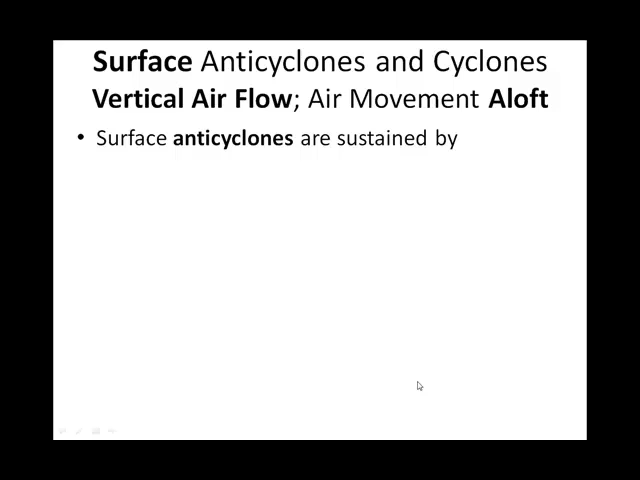 Surface Anticyclones and Cyclones
Vertical Air Flow; Air Movement Aloft
• Surface anticyclones are sustained by